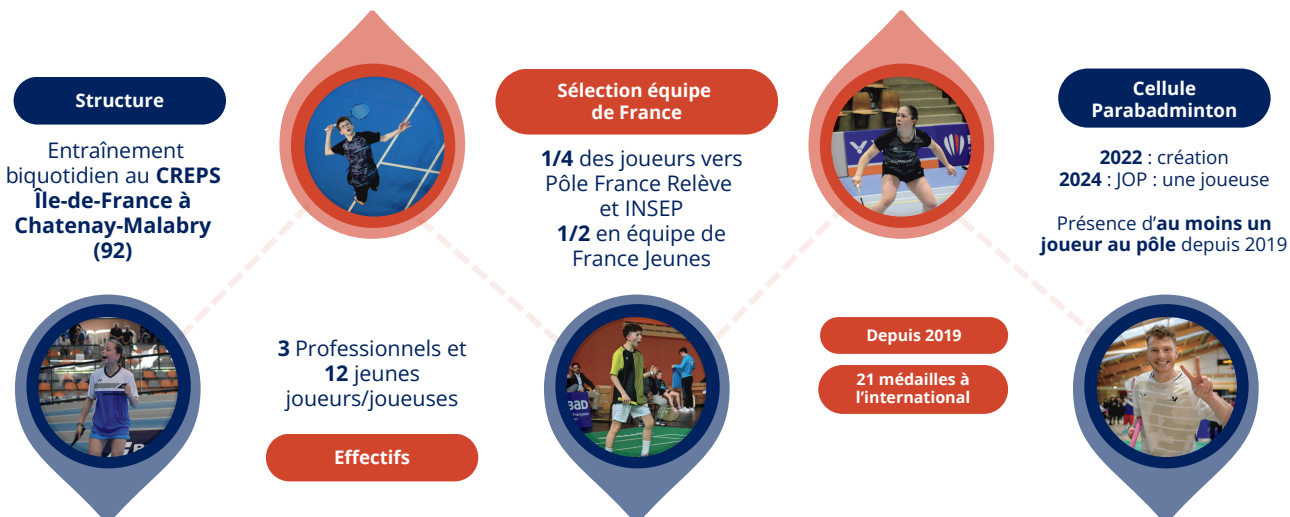 Structure
Entraînement
biquotidien au CREPS
Île-de-France à
Chatenay-Malabry
(92)
3 Professionnels et
12 jeunes
joueurs/joueuses
Effectifs
Sélection équipe
de France
1/4 des joueurs vers
Pôle France Relève
et INSEP
1/2 en équipe de
France Jeunes
Depuis 2019
21 médailles à
l'international
Cellule
Parabadminton
2022 : création
2024 : JOP : une joueuse
Présence d'au moins un
joueur au pôle depuis 2019